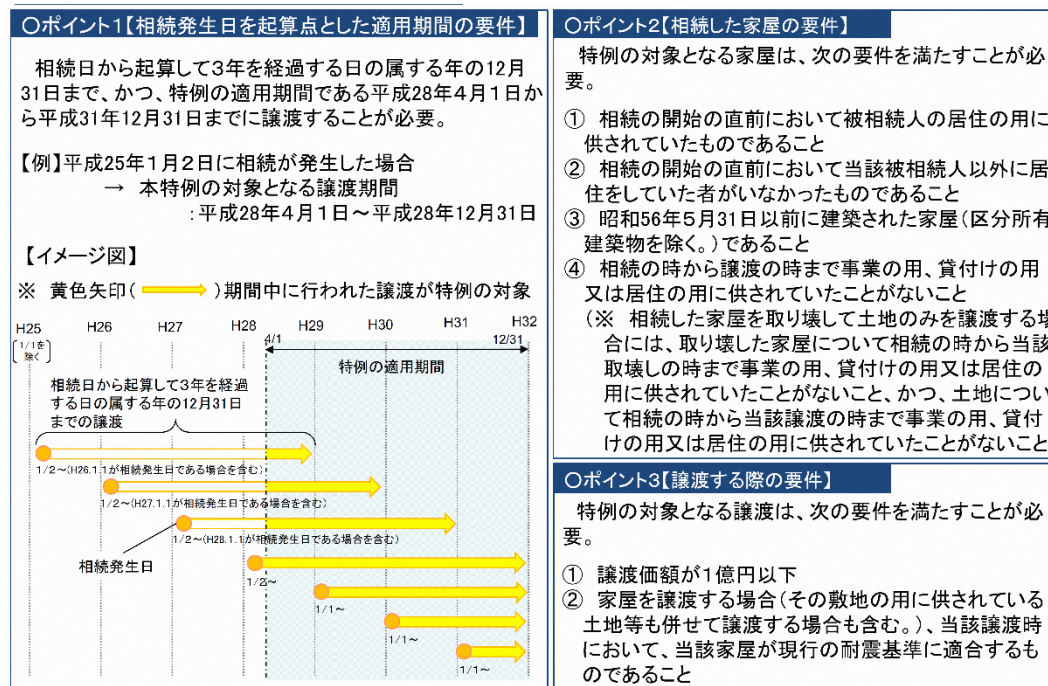 〇ポイント1【相続発生日を起算点とした適用期間の要件】
相続日から起算して3年を経過する日の属する年の12月
31日まで、かつ、特例の適用期間である平成28年4月1日か
ら平成31年12月31日までに譲渡することが必要。
【例】平成25年1月2日に相続が発生した場合
→ 本特例の対象となる譲渡期間
:平成28年4月1日～平成28年12月31日
【イメージ図】
※ 黄色矢印( )期間中に行われた譲渡が特例の対象
H25 H26 H27 H28 H29 H30 H31 H32
1/1を
除く
4/1 12/31
特例の適用期間
相続日から起算して3年を経過
する日の属する年の12月31日
までの譲渡
1/2～(H26.1.1が相続発生日である場合を含む)
1/2～(H27.1.1が相続発生日である場合を含む)
1/2～(H28.1.1が相続発生日である場合を含む)
相続発生日
1/2～
1/1～
1/1～
1/1～
〇ポイント2【相続した家屋の要件】
特例の対象となる家屋は、次の要件を満たすことが必
要。
① 相続の開始の直前において被相続人の居住の用に
供されていたものであること
② 相続の開始の直前において当該被相続人以外に居
住をしていた者がいなかったものであること
③ 昭和56年5月31日以前に建築された家屋(区分所有
建築物を除く。)であること
④ 相続の時から譲渡の時まで事業の用、貸付けの用
又は居住の用に供されていたことがないこと
(※ 相続した家屋を取り壊して土地のみを譲渡する場
合には、取り壊した家屋について相続の時から当該
取壊しの時まで事業の用、貸付けの用又は居住の
用に供されていたことがないこと、かつ、土地につい
て相続の時から当該譲渡の時まで事業の用、貸付
けの用又は居住の用に供されていたことがないこと
〇ポイント3【譲渡する際の要件】
特例の対象となる譲渡は、次の要件を満たすことが必
要。
① 譲渡価額が1億円以下
② 家屋を譲渡する場合(その敷地の用に供されている
土地等も併せて譲渡する場合も含む。)、当該譲渡時
において、当該家屋が現行の耐震基準に適合するも
のであること